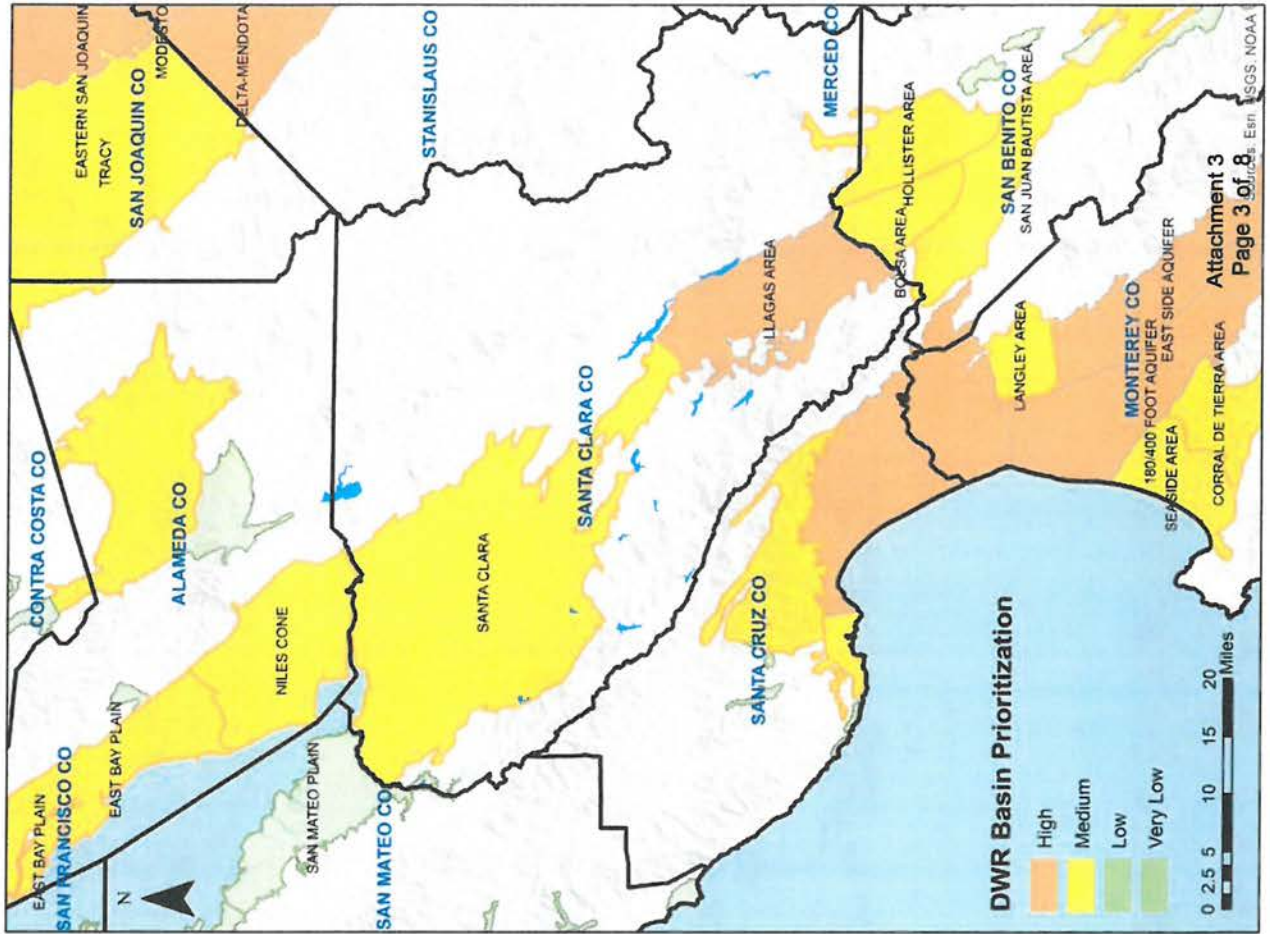 CONTRA COSTA CO
EASTERN SAN JOAQUIN
TRACY
SAN JOAQUIN CO
MODESTO
DELTA-MENDOTA
EAST BAY PLAIN
SAN FRANCISCO CO
EAST BAY PLAIN
ALAMEDA CO
N
NILES CONE
STANISLAUS CO
SAN MATEO PLAIN
SAN MATEO CO
SANTA CLARA
SANTA CLARA CO
MERCED CO
LLAGAS AREA
HOLLISTER AREA
BOLSA AREA
SANTA CRUZ CO
SAN BENITO CO
SAN JUAN BAUTISTA AREA
LANGLEY AREA
MONTEREY CO
180/400 FOOT AQUIFER
EAST SIDE AQUIFER
SEASIDE AREA
CORRAL DE TIERRA AREA
DWR Basin Prioritization
High
Medium
Low
Very Low
0 2.5 5 10 15 20
Miles
Attachment 3
Page 3 of 8
Sources: Esri, USGS, NOAA